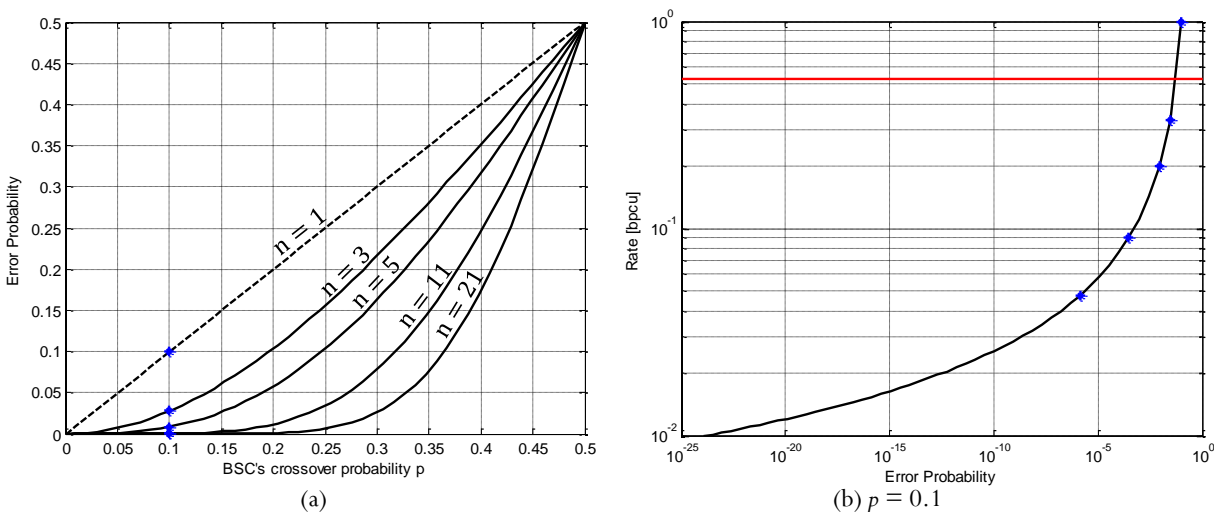 0.5
0.45
0.4
0.35
0.3
0.25
0.2
0.15
0.1
0.05
0
Error Probability
n = 1
n = 3
n = 5
n = 11
n = 21
0 0.05 0.1 0.15 0.2 0.25 0.3 0.35 0.4 0.45 0.5
BSC's crossover probability p
(a)
10^0
10^-1
10^-2
Rate [bpcu]
10^-25 10^-20 10^-15 10^-10 10^-5 10^0
Error Probability
(b) p = 0.1